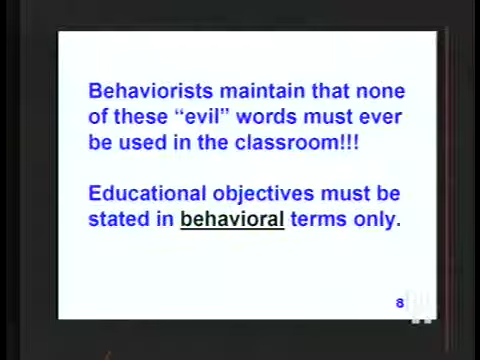 Behaviorists maintain that none
of these “evil” words must ever
be used in the classroom!!!
Educational objectives must be
stated in behavioral terms only.
8